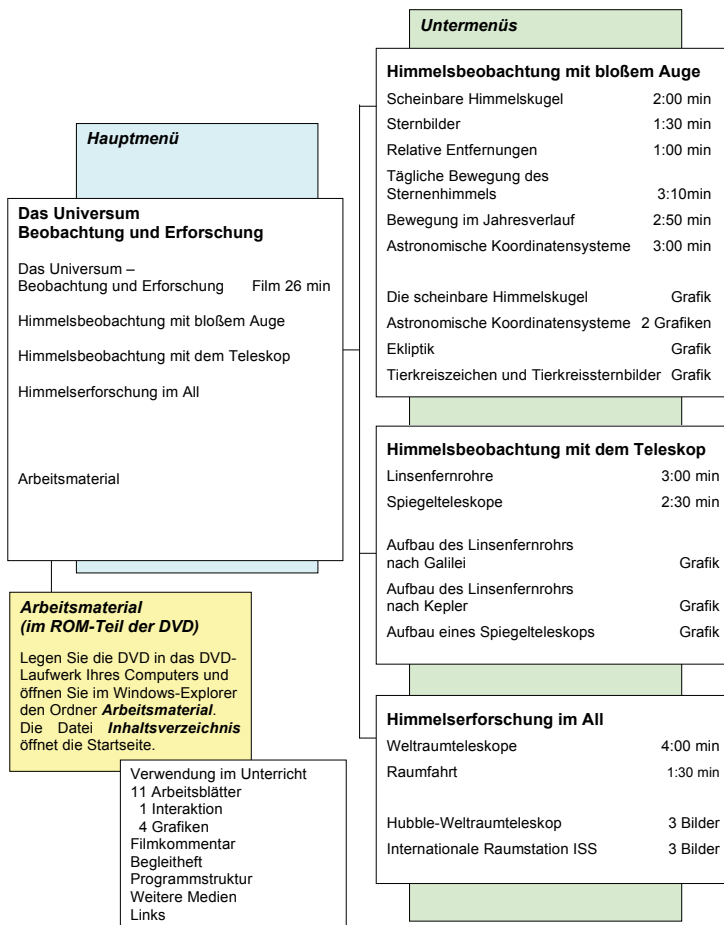 Hauptmenü
Das Universum
Beobachtung und Erforschung
Das Universum –
Beobachtung und Erforschung Film 26 min
Himmelsbeobachtung mit bloßem Auge
Himmelsbeobachtung mit dem Teleskop
Himmelserforschung im All
Arbeitsmaterial
Arbeitsmaterial
(im ROM-Teil der DVD)
Legen Sie die DVD in das DVD-
Laufwerk Ihres Computers und
öffnen Sie im Windows-Explorer
den Ordner Arbeitsmaterial.
Die Datei Inhaltsverzeichnis
öffnet die Startseite.
Verwendung im Unterricht
11 Arbeitsblätter
1 Interaktion
4 Grafiken
Filmkommentar
Begleitheft
Programmstruktur
Weitere Medien
Links
Untermenüs
Himmelsbeobachtung mit bloßem Auge
Scheinbare Himmelskugel 2:00 min
Sternbilder 1:30 min
Relative Entfernungen 1:00 min
Tägliche Bewegung des
Sternenhimmels 3:10min
Bewegung im Jahresverlauf 2:50 min
Astronomische Koordinatensysteme 3:00 min
Die scheinbare Himmelskugel Grafik
Astronomische Koordinatensysteme 2 Grafiken
Ekliptik Grafik
Tierkreiszeichen und Tierkreissternbilder Grafik
Himmelsbeobachtung mit dem Teleskop
Linsenfernrohre 3:00 min
Spiegelteleskope 2:30 min
Aufbau des Linsenfernrohrs
nach Galilei Grafik
Aufbau des Linsenfernrohrs
nach Kepler Grafik
Aufbau eines Spiegelteleskops Grafik
Himmelserforschung im All
Weltraumteleskope 4:00 min
Raumfahrt 1:30 min
Hubble-Weltraumteleskop 3 Bilder
Internationale Raumstation ISS 3 Bilder